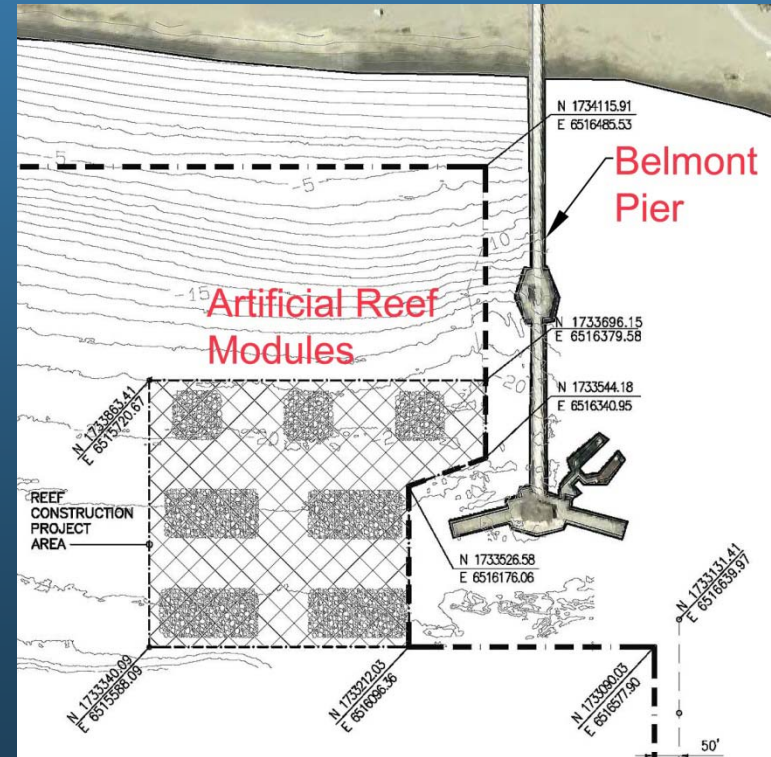 N 1734115.91
E 6516485.53
Belmont
Pier
-5-
-5-
-10
-15
Artificial Reef
Modules
N 1733696.15
E 6516379.58
-20
N 1733544.18
E 6516340.95
N 1733863.41
E 6515720.67
-20
REEF
CONSTRUCTION
PROJECT
AREA
N 1733526.58
E 6516176.06
N 1733131.41
E 6516639.97
N 1733340.09
E 6515588.09
N 1733212.03
E 6516096.36
N 1733090.03
E 6516577.90
50'